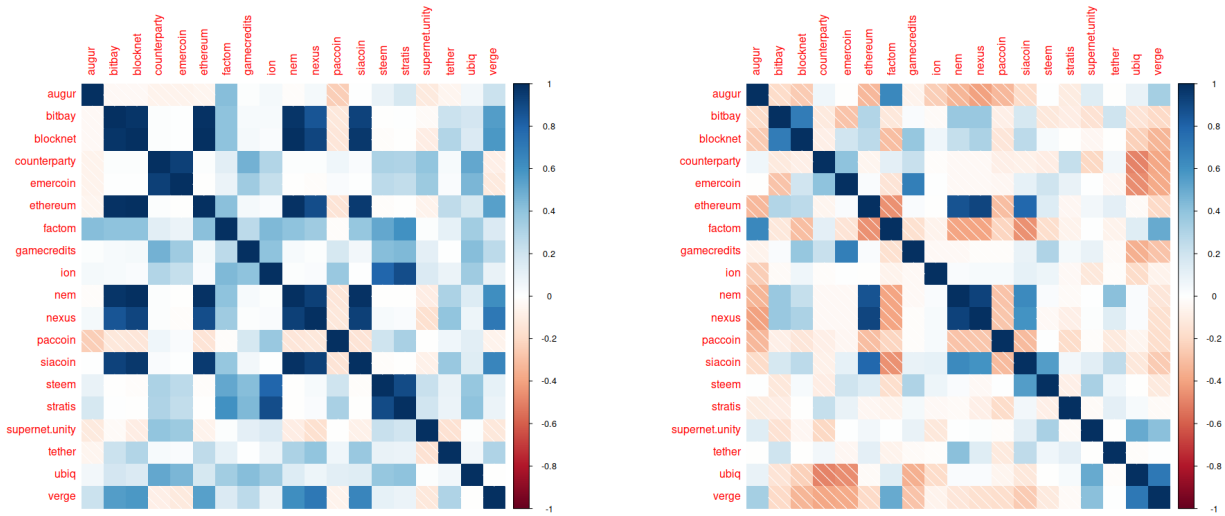 augur bitbay blocknet counterparty emercoin ethereum factom gamecredits ion nem nexus paccoin siacoin steem stratis supernet.unity tether ubiq verge
augur
bitbay
blocknet
counterparty
emercoin
ethereum
factom
gamecredits
ion
nem
nexus
paccoin
siacoin
steem
stratis
supernet.unity
tether
ubiq
verge
1
0.8
0.6
0.4
0.2
0
-0.2
-0.4
-0.6
-0.8
-1
augur bitbay blocknet counterparty emercoin ethereum factom gamecredits ion nem nexus paccoin siacoin steem stratis supernet.unity tether ubiq verge
augur
bitbay
blocknet
counterparty
emercoin
ethereum
factom
gamecredits
ion
nem
nexus
paccoin
siacoin
steem
stratis
supernet.unity
tether
ubiq
verge
1
0.8
0.6
0.4
0.2
0
-0.2
-0.4
-0.6
-0.8
-1